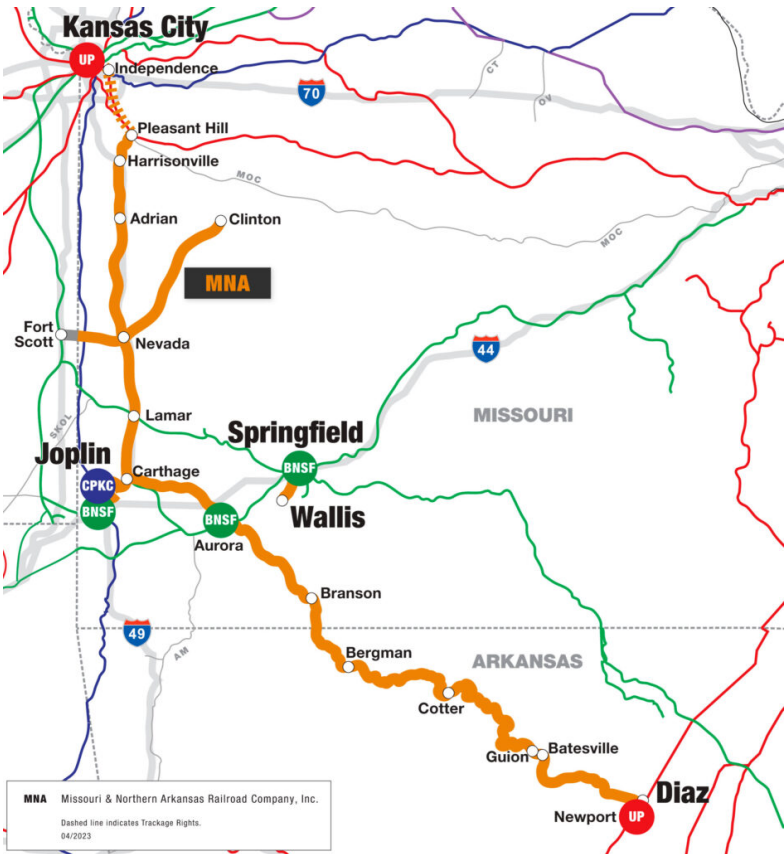 Kansas City
UP
Independence
70
CT
OV
Pleasant Hill
Harrisonville
MOC
Adrian
Clinton
MOC
MNA
Fort
Scott
Nevada
44
Lamar
SKOL
MISSOURI
Springfield
BNSF
Joplin
CPKC
BNSF
Carthage
Wallis
BNSF
Aurora
Branson
49
AM
Bergman
ARKANSAS
Cotter
Guion
Batesville
Diaz
Newport
UP
MNA Missouri & Northern Arkansas Railroad Company, Inc.
Dashed line indicates Trackage Rights.
04/2023